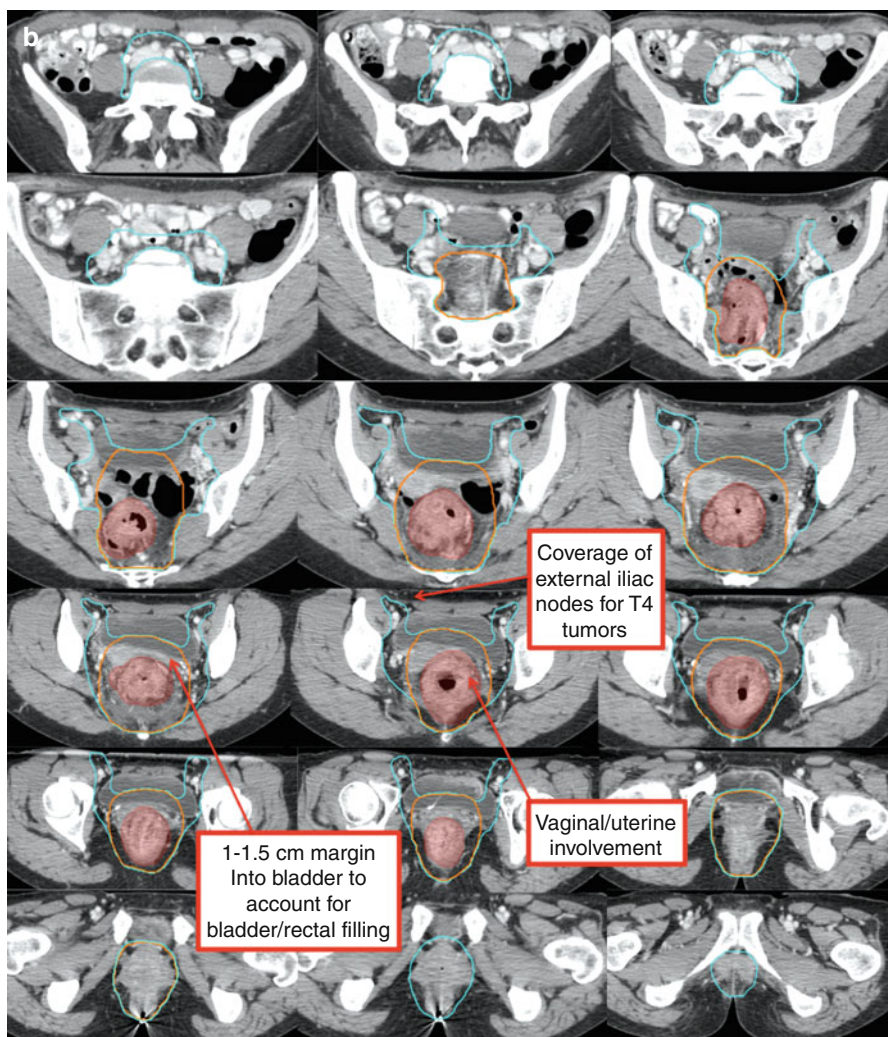 b
Coverage of
external iliac
nodes for T4
tumors
1-1.5 cm margin
Into bladder to
account for
bladder/rectal filling
Vaginal/uterine
involvement